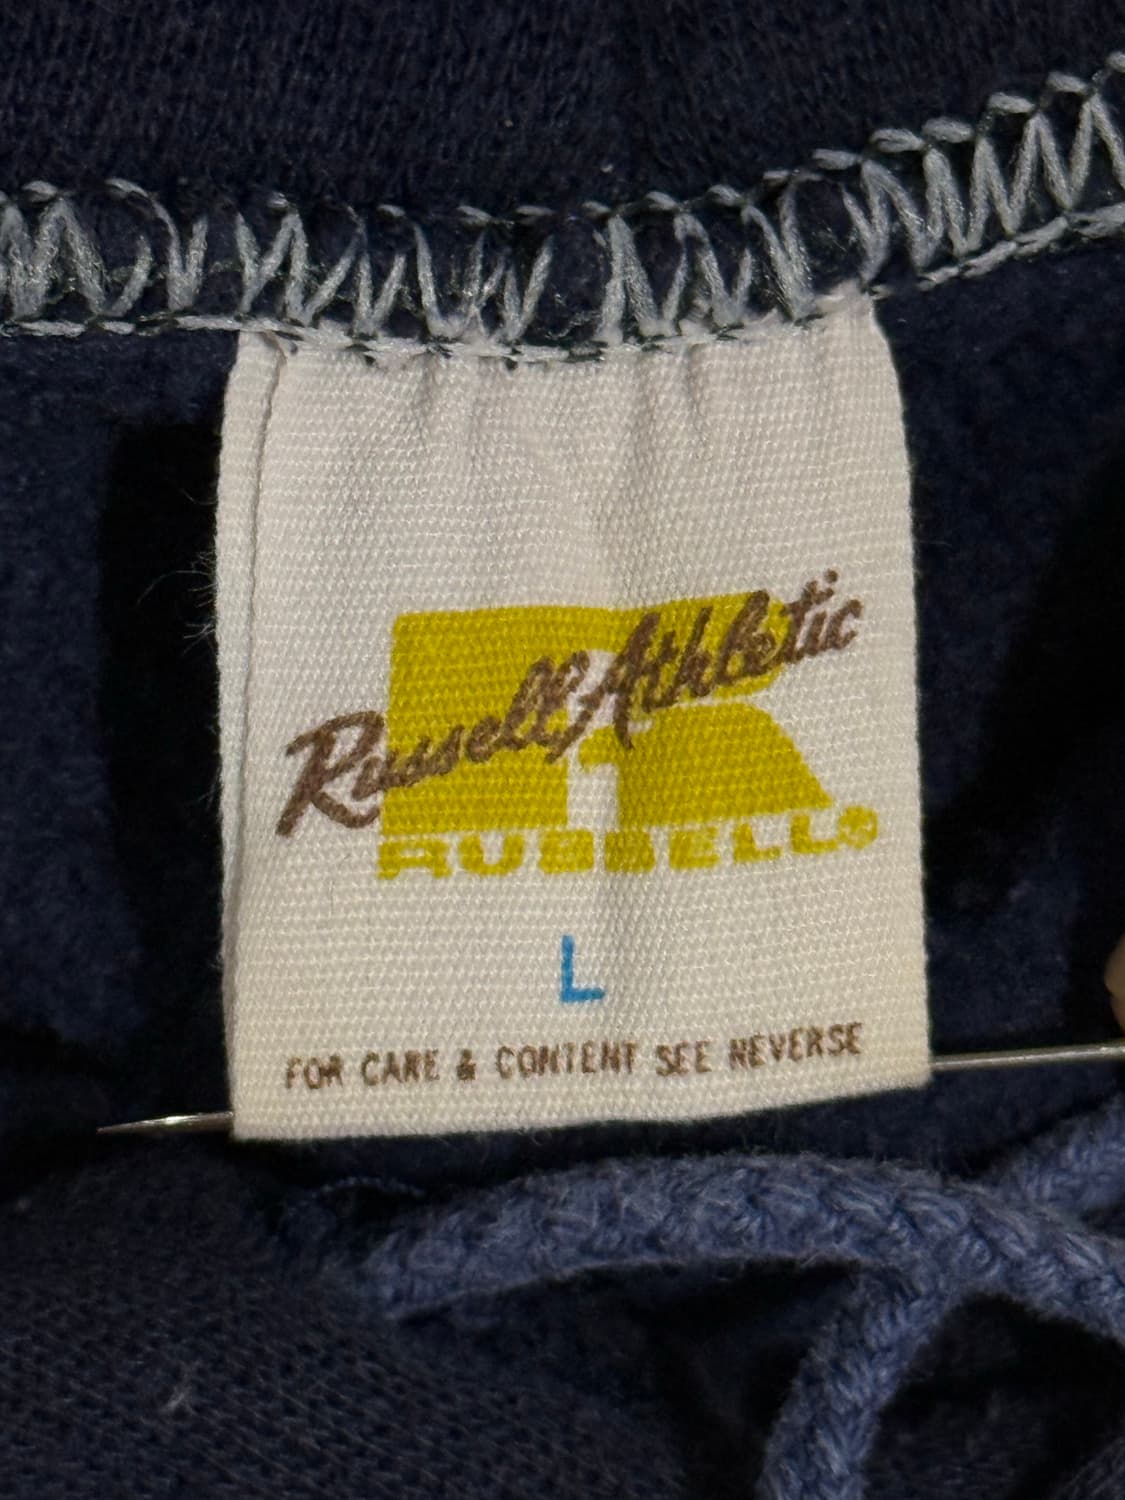 Russell Athletic
R
RUSSELL®
L
FOR CARE & CONTENT SEE REVERSE